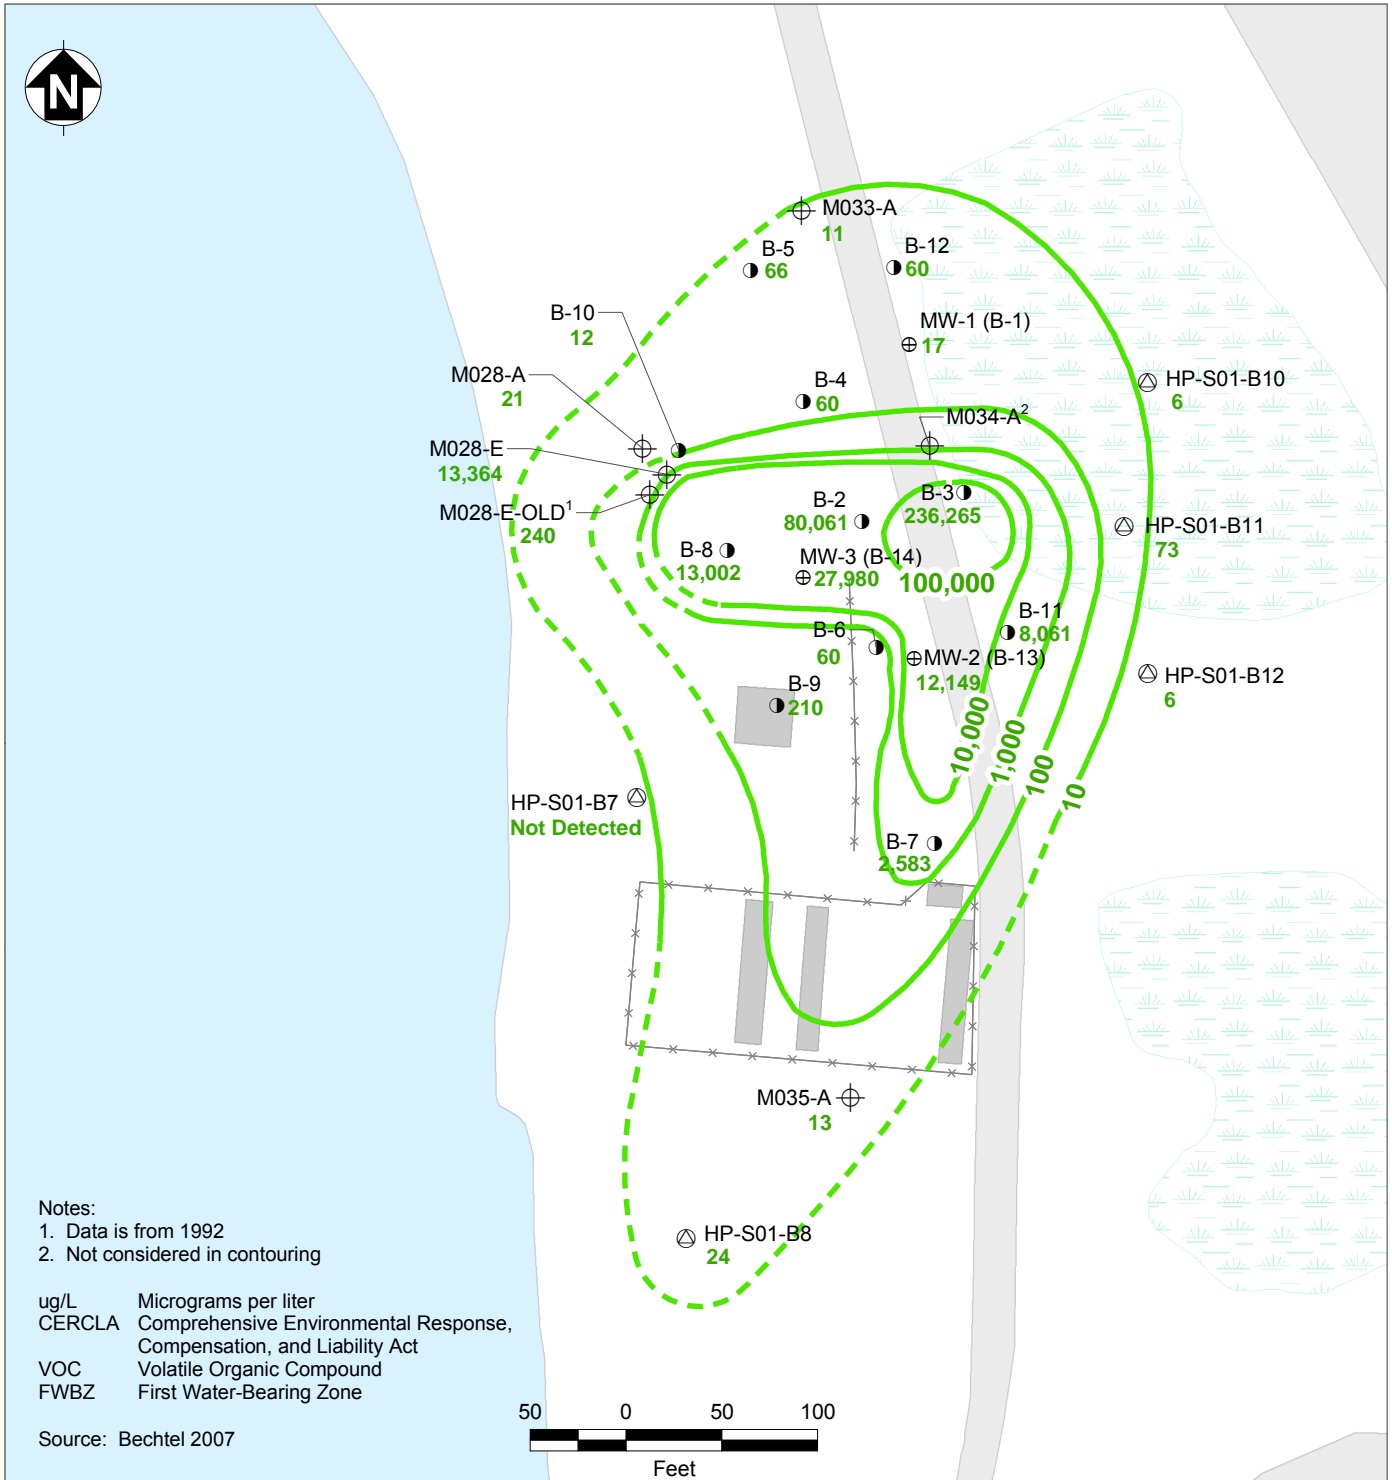 N
M033-A
11
B-5
66
B-12
60
B-10
12
MW-1 (B-1)
17
M028-A
21
B-4
60
HP-S01-B10
6
M034-A2
M028-E
13,364
B-3
236,265
B-2
80,061
M028-E-OLD1
240
HP-S01-B11
73
B-8
13,002
MW-3 (B-14)
27,980
100,000
B-11
8,061
B-6
60
MW-2 (B-13)
12,149
HP-S01-B12
6
B-9
210
10,000
1,000
100
10
HP-S01-B7
Not Detected
B-7
2,583
M035-A
13
HP-S01-B8
24
Notes:
1. Data is from 1992
2. Not considered in contouring
ug/L Micrograms per liter
CERCLA Comprehensive Environmental Response,
Compensation, and Liability Act
VOC Volatile Organic Compound
FWBZ First Water-Bearing Zone
Source: Bechtel 2007
50 0 50 100
Feet